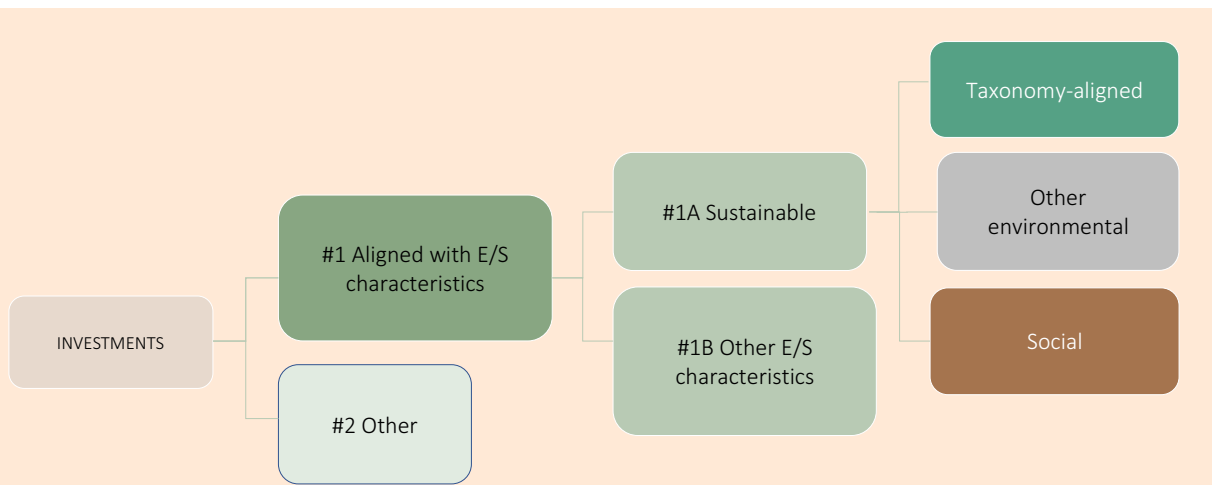 INVESTMENTS
#1 Aligned with E/S
characteristics
#2 Other
#1A Sustainable
#1B Other E/S
characteristics
Taxonomy-aligned
Other
environmental
Social